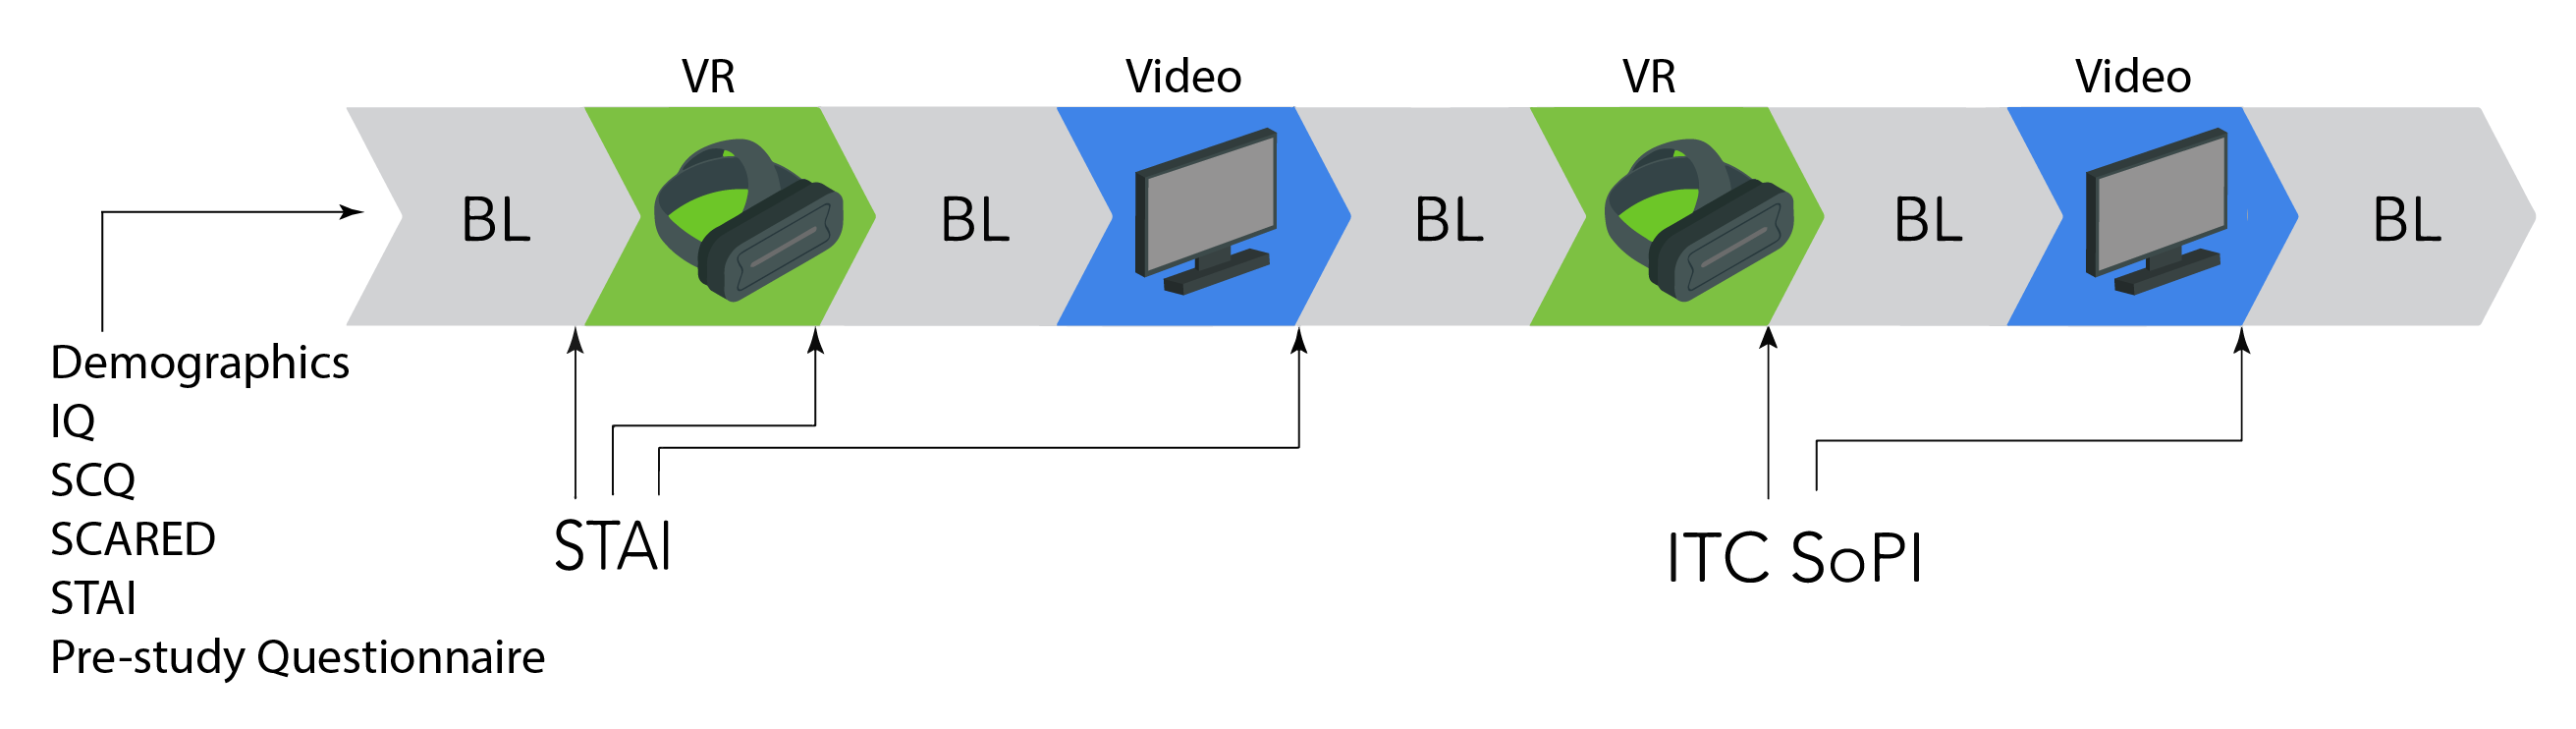 VR
Video
VR
Video
BL
BL
BL
BL
BL
Demographics
IQ
SCQ
SCARED
STAI
Pre-study Questionnaire
STAI
ITC SoPI